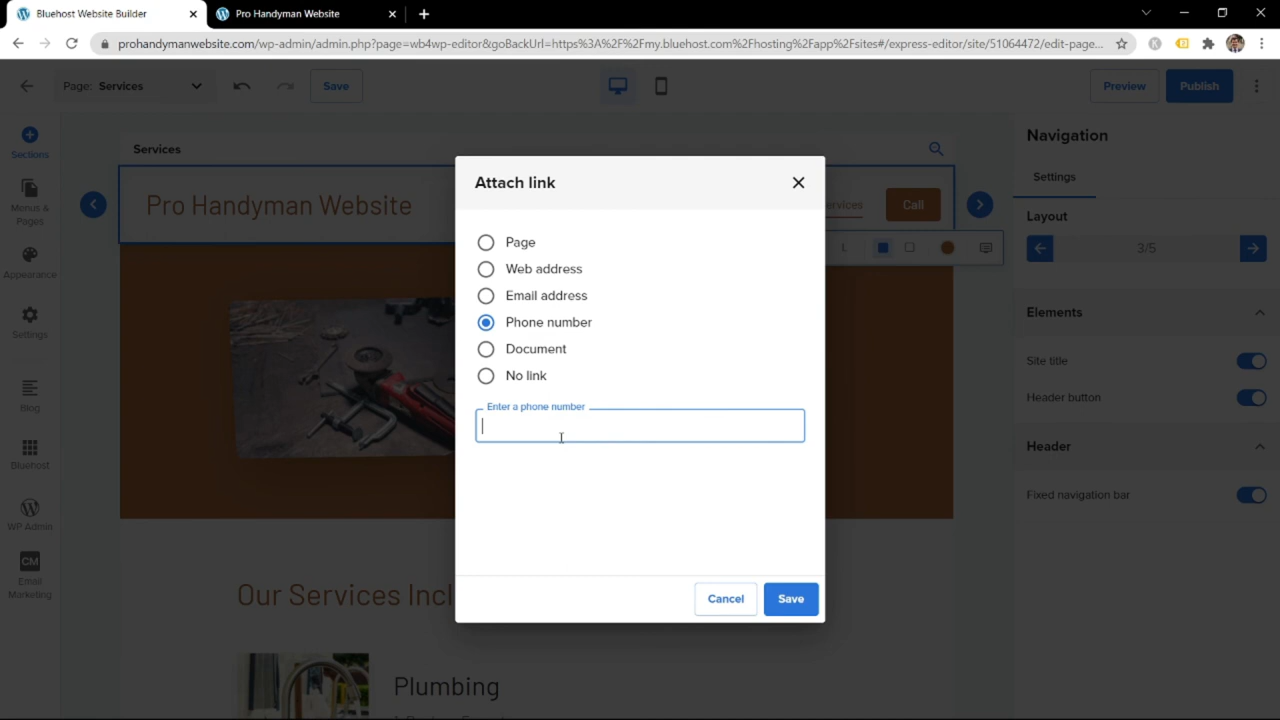 Bluehost Website Builder
Pro Handyman Website
prohandymanwebsite.com/wp-admin/admin.php?page=wb4wp-editor&goBackUrl=https%3A%2F%2Fmy.bluehost.com%2Fhosting%2Fapp%2Fsites#/express-editor/site/51064472/edit-page...
Page: Services
Save
Preview
Publish
Sections
Menus &
Pages
Appearance
Settings
Blog
Bluehost
WP Admin
CM
Email
Marketing
Services
Pro Handyman Website
ervices
Call
L
Our Services Incl
Plumbing
Attach link
Page
Web address
Email address
Phone number
Document
No link
Enter a phone number
Cancel
Save
Navigation
Settings
Layout
3/5
Elements
Site title
Header button
Header
Fixed navigation bar